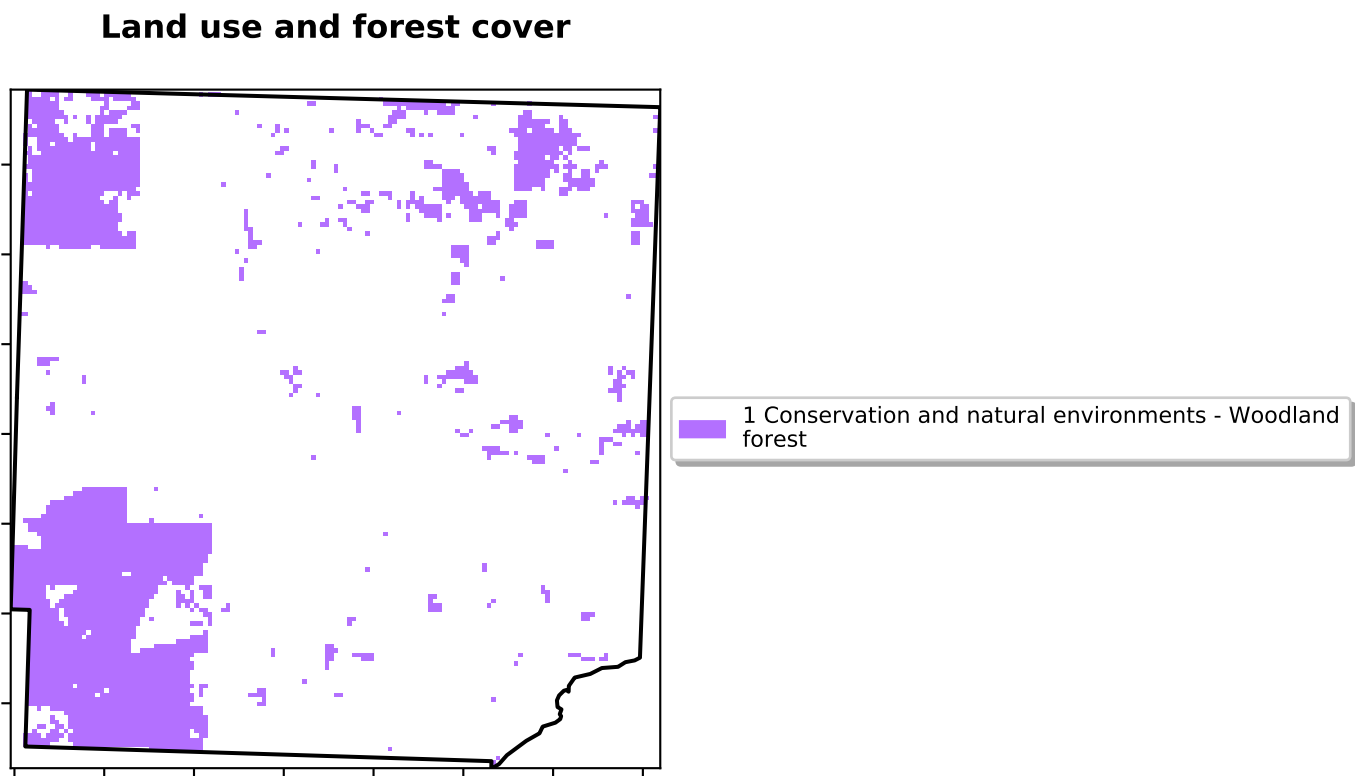 Land use and forest cover
1 Conservation and natural environments - Woodland
forest